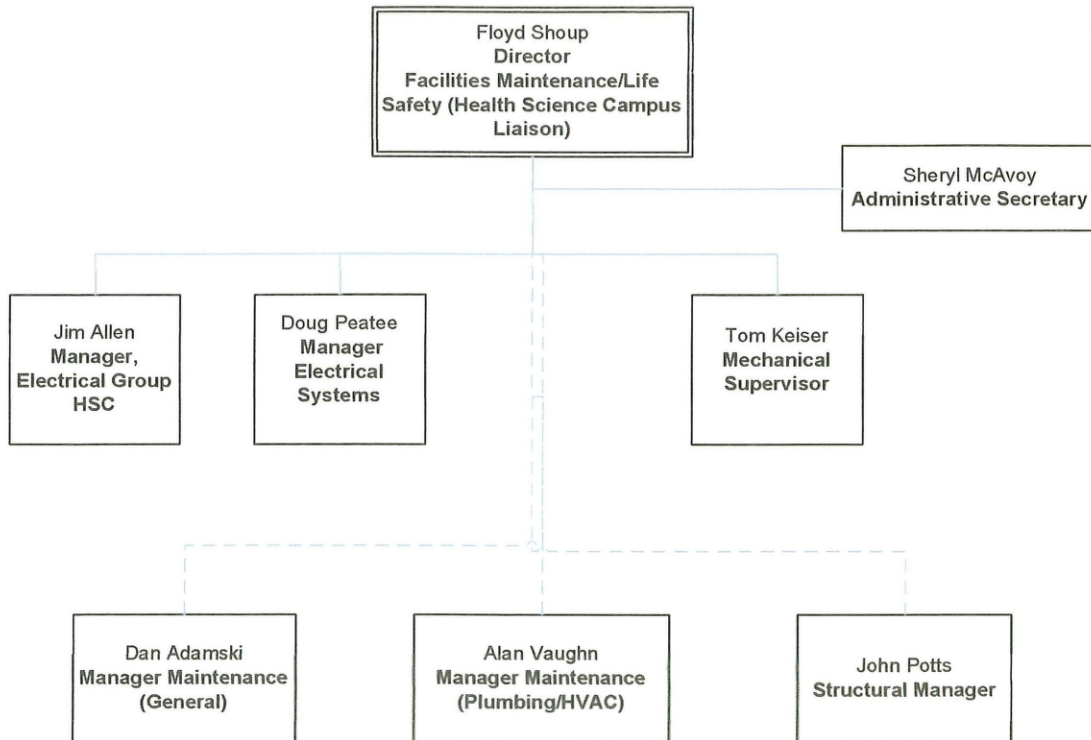 Floyd Shoup
Director
Facilities Maintenance/Life
Safety (Health Science Campus
Liaison)
Sheryl McAvoy
Administrative Secretary
Jim Allen
Manager,
Electrical Group
HSC
Doug Peatee
Manager
Electrical
Systems
Tom Keiser
Mechanical
Supervisor
Dan Adamski
Manager Maintenance
(General)
Alan Vaughn
Manager Maintenance
(Plumbing/HVAC)
John Potts
Structural Manager